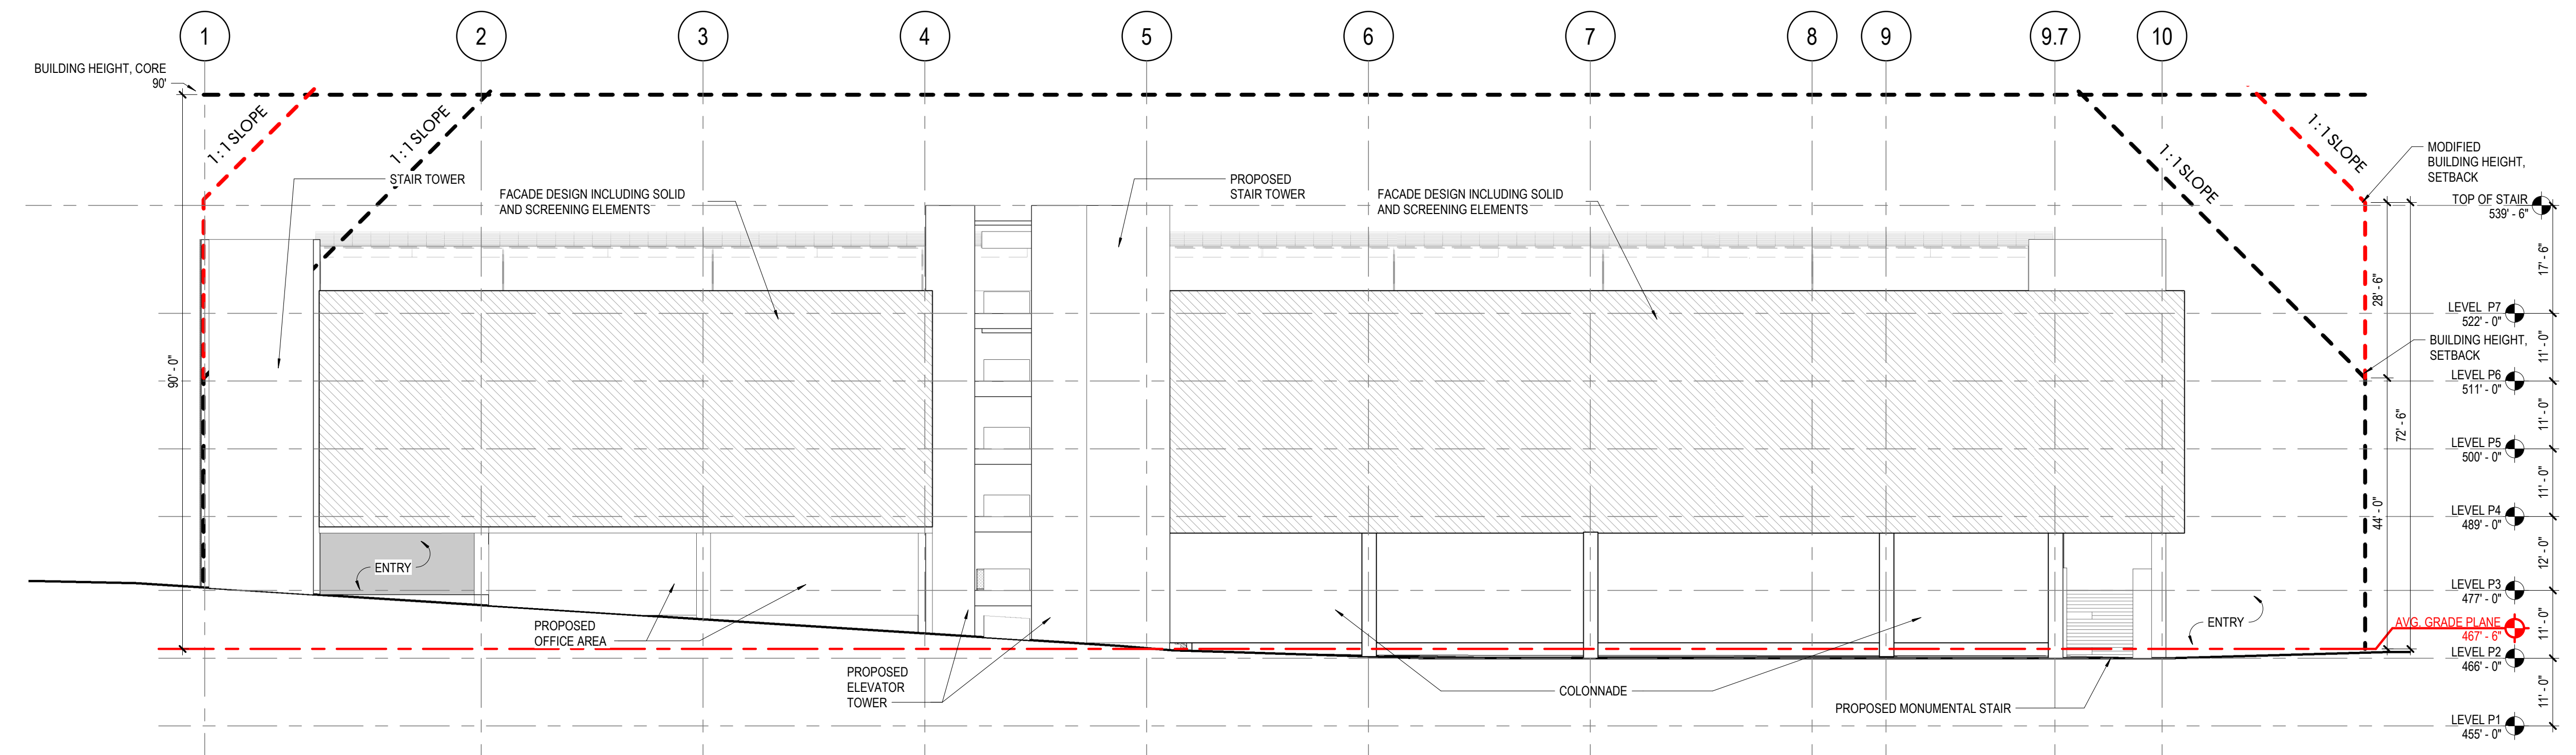 1
2
3
4
5
6
7
8
9
9.7
10
BUILDING HEIGHT, CORE
90'
1:1 SLOPE
1:1 SLOPE
1:1 SLOPE
1:1 SLOPE
MODIFIED
BUILDING HEIGHT,
SETBACK
STAIR TOWER
FACADE DESIGN INCLUDING SOLID
AND SCREENING ELEMENTS
PROPOSED
STAIR TOWER
FACADE DESIGN INCLUDING SOLID
AND SCREENING ELEMENTS
TOP OF STAIR
539' - 6"
17' - 6"
28' - 6"
LEVEL P7
522' - 0"
11' - 0"
BUILDING HEIGHT,
SETBACK
90' - 0"
LEVEL P6
511' - 0"
11' - 0"
72' - 6"
LEVEL P5
500' - 0"
11' - 0"
44' - 0"
LEVEL P4
489' - 0"
12' - 0"
ENTRY
LEVEL P3
477' - 0"
11' - 0"
ENTRY
AVG. GRADE PLANE
467' - 6"
PROPOSED
OFFICE AREA
LEVEL P2
466' - 0"
11' - 0"
PROPOSED
ELEVATOR
TOWER
COLONNADE
PROPOSED MONUMENTAL STAIR
LEVEL P1
455' - 0"